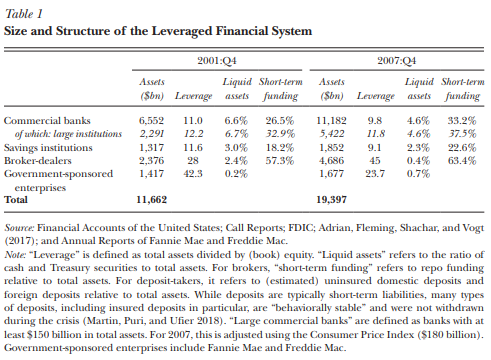 Table 1
Size and Structure of the Leveraged Financial System
2001:Q4 2007:Q4
Assets Liquid Short-term Assets Liquid Short-term
($bn) Leverage assets funding ($bn) Leverage assets funding
Commercial banks 6,552 11.0 6.6% 26.5% 11,182 9.8 4.6% 33.2%
of which: large institutions 2,291 12.2 6.7% 32.9% 5,422 11.8 4.6% 37.5%
Savings institutions 1,317 11.6 3.0% 18.2% 1,852 9.1 2.3% 22.6%
Broker-dealers 2,376 28 2.4% 57.3% 4,686 45 0.4% 63.4%
Government-sponsored 1,417 42.3 0.2% 1,677 23.7 0.7%
enterprises
Total 11,662 19,397
Source: Financial Accounts of the United States; Call Reports; FDIC; Adrian, Fleming, Shachar, and Vogt
(2017); and Annual Reports of Fannie Mae and Freddie Mac.
Note: “Leverage” is defined as total assets divided by (book) equity. “Liquid assets” refers to the ratio of
cash and Treasury securities to total assets. For brokers, “short-term funding” refers to repo funding
relative to total assets. For deposit-takers, it refers to (estimated) uninsured domestic deposits and
foreign deposits relative to total assets. While deposits are typically short-term liabilities, many types
of deposits, including insured deposits in particular, are “behaviorally stable” and were not withdrawn
during the crisis (Martin, Puri, and Ufier 2018). “Large commercial banks” are defined as banks with at
least $150 billion in total assets. For 2007, this is adjusted using the Consumer Price Index ($180 billion).
Government-sponsored enterprises include Fannie Mae and Freddie Mac.